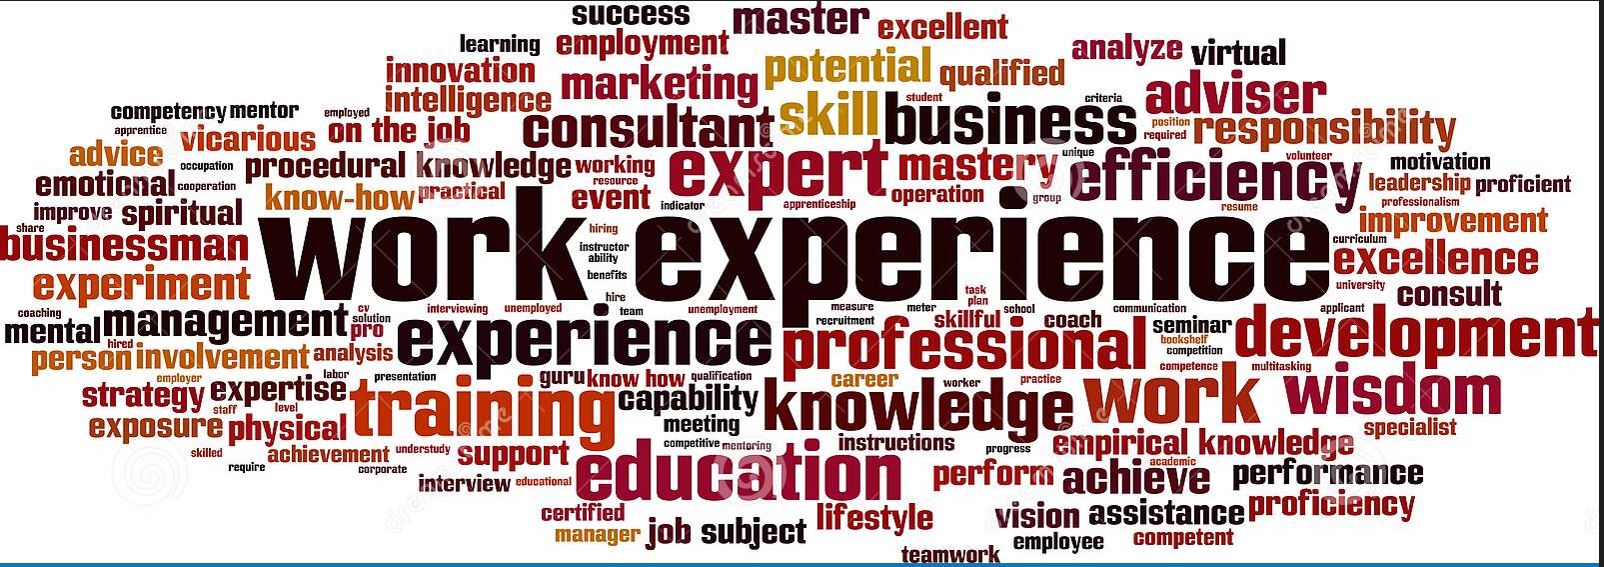 success
master
excellent
learning
employment
analyze
virtual
innovation
marketing
potential
qualified
intelligence
adviser
competency
mentor
employed
consultant
skill
student
business
criteria
apprentice
vicarious
on the job
position
required
responsibility
advice
occupation
procedural knowledge
working
expert
mastery
unique
efficiency
volunteer
motivation
emotional
cooperation
know-how
practical
resource
event
operation
group
leadership
proficient
improve
spiritual
indicator
apprenticeship
resume
professionalism
improvement
share
businessman
work experience
hiring
instructor
ability
benefits
curriculum
excellence
experiment
hire
task
plan
university
consult
coaching
mental
management
cv
solution
pro
interviewing
unemployed
team
unemployment
measure
recruitment
meter
skillful
school
coach
communication
seminar
applicant
development
hired
person
involvement
analysis
experience
professional
bookshelf
competition
employer
labor
presentation
guru
know how
qualification
career
worker
practice
competence
multitasking
strategy
expertise
training
capability
knowledge
work
wisdom
staff
level
exposure
physical
meeting
specialist
skilled
achievement
understudy
support
competitive
mentoring
instructions
progress
empirical knowledge
require
corporate
education
perform
academic
achieve
performance
interview
educational
certified
lifestyle
vision
assistance
proficiency
manager
job subject
employee
competent
teamwork